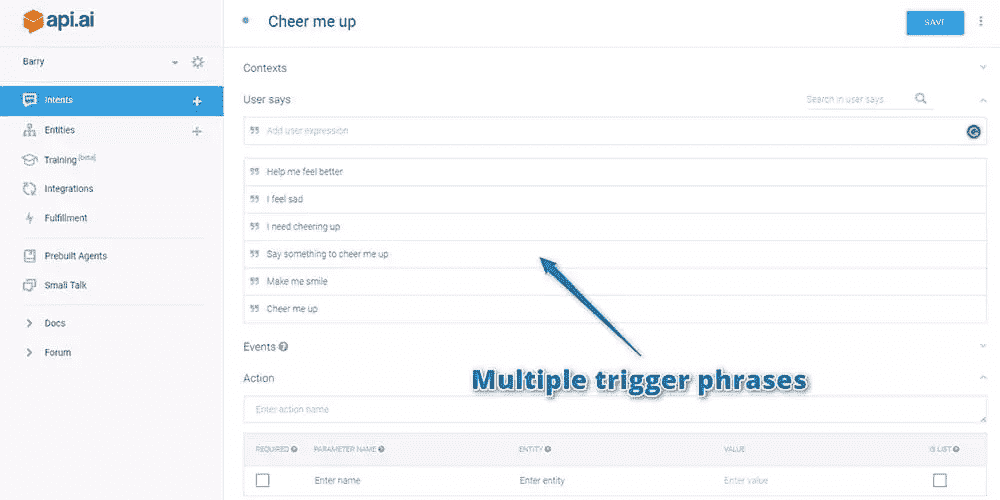 api.ai
Cheer me up
SAVE
Barry
Contexts
Intents
User says
Search in user says
Entities
Add user expression
Training [beta]
Help me feel better
Integrations
I feel sad
Fulfillment
I need cheering up
Prebuilt Agents
Say something to cheer me up
Small Talk
Make me smile
Cheer me up
Docs
Events
Forum
Multiple trigger phrases
Action
Enter action name
REQUIRED PARAMETER NAME ENTITY VALUE IS LIST
Enter name Enter entity Enter value